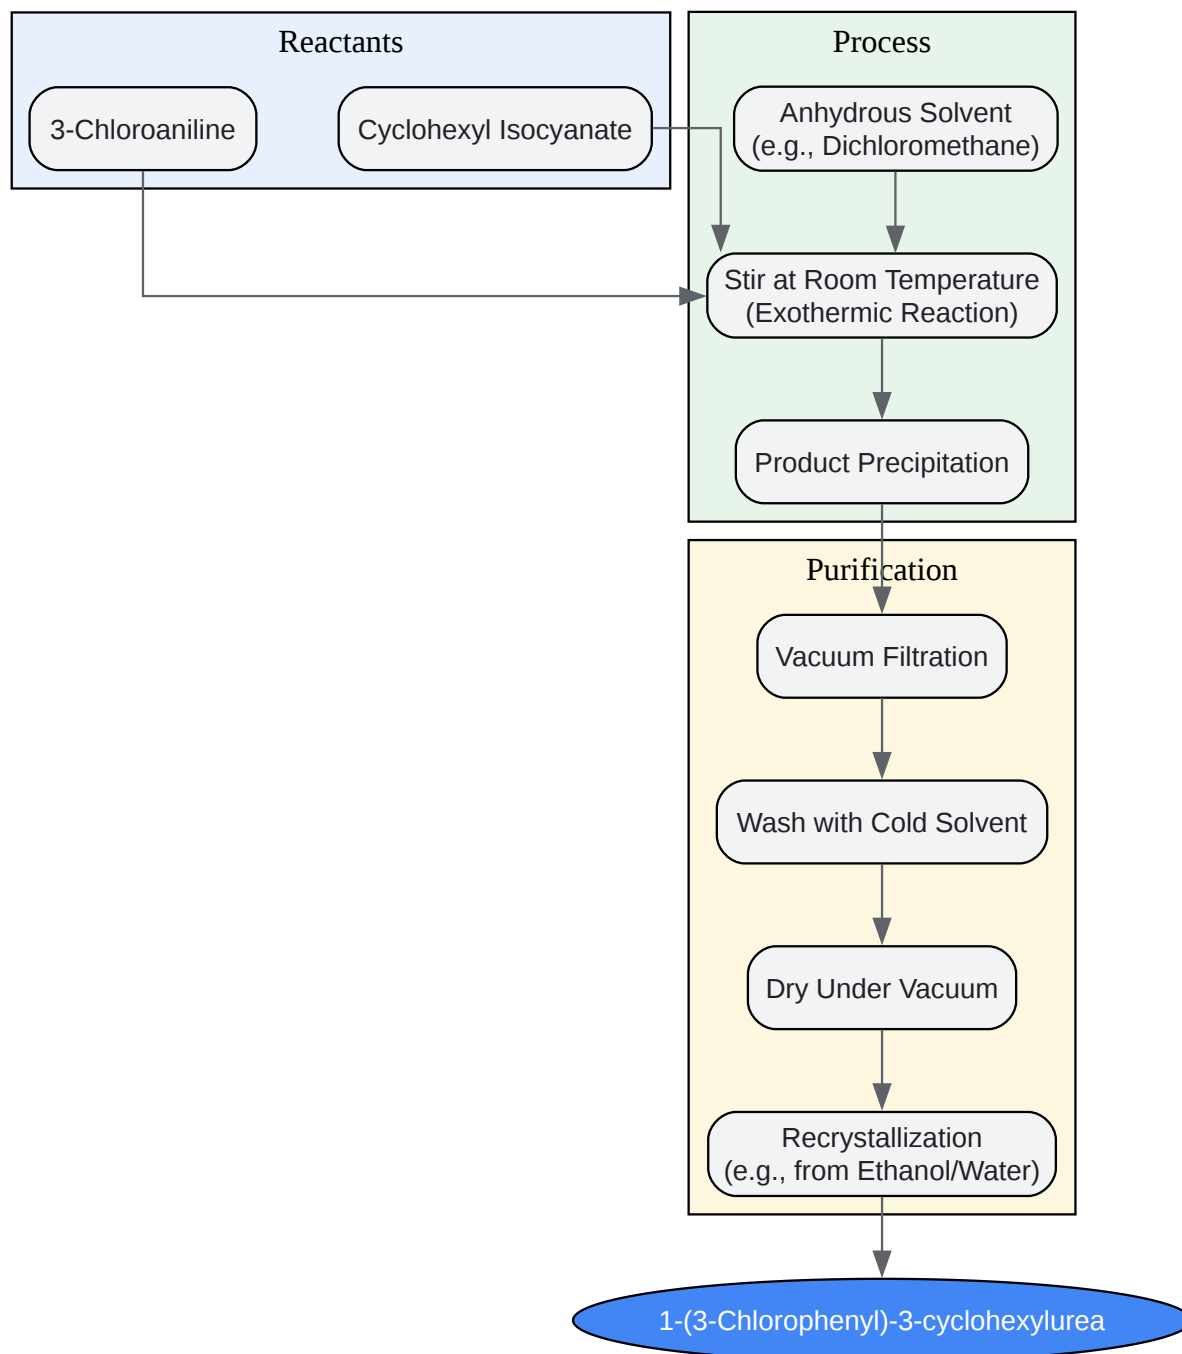 Reactants
3-Chloroaniline
Cyclohexyl Isocyanate
Process
Anhydrous Solvent
(e.g., Dichloromethane)
Stir at Room Temperature
(Exothermic Reaction)
Product Precipitation
Purification
Vacuum Filtration
Wash with Cold Solvent
Dry Under Vacuum
Recrystallization
(e.g., from Ethanol/Water)
1-(3-Chlorophenyl)-3-cyclohexylurea